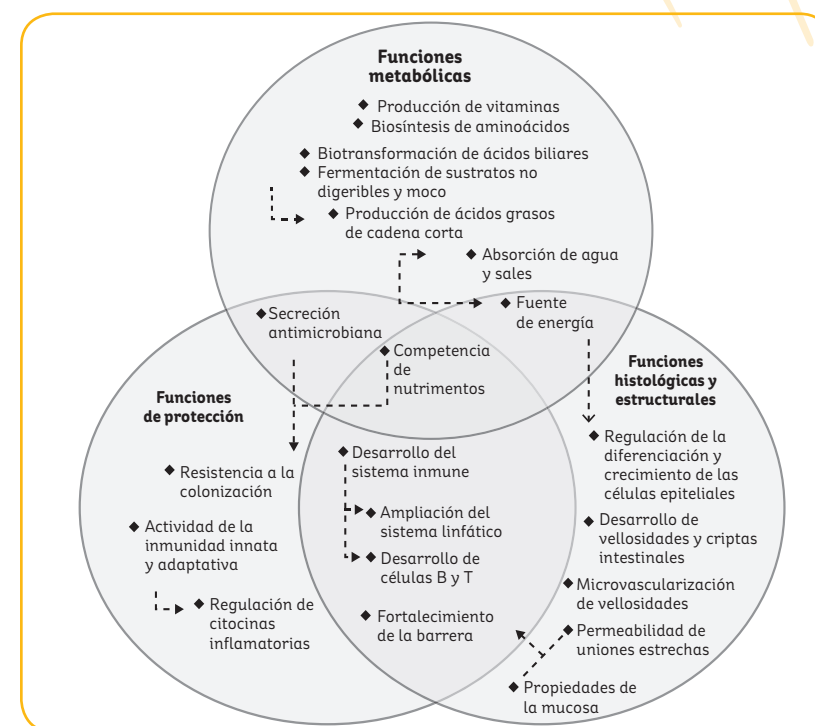 Funciones
metabólicas
◆ Producción de vitaminas
◆ Biosíntesis de aminoácidos
◆ Biotransformación de ácidos biliares
◆ Fermentación de sustratos no
digeribles y moco
◆ Producción de ácidos grasos
de cadena corta
◆ Absorción de agua
y sales
◆ Fuente
de energía
◆ Secreción
antimicrobiana
◆ Competencia
de
nutrimentos
Funciones
de protección
◆ Resistencia a la
colonización
◆ Actividad de la
inmunidad innata
y adaptativa
◆ Regulación de
citocinas
inflamatorias
◆ Desarrollo del
sistema inmune
◆ Ampliación del
sistema linfático
◆ Desarrollo de
células B y T
◆ Fortalecimiento
de la barrera
Funciones
histológicas y
estructurales
◆ Regulación de la
diferenciación y
crecimiento de las
células epiteliales
◆ Desarrollo de
vellosidades y criptas
intestinales
◆ Microvascularización
de vellosidades
◆ Permeabilidad de
uniones estrechas
◆ Propiedades de
la mucosa